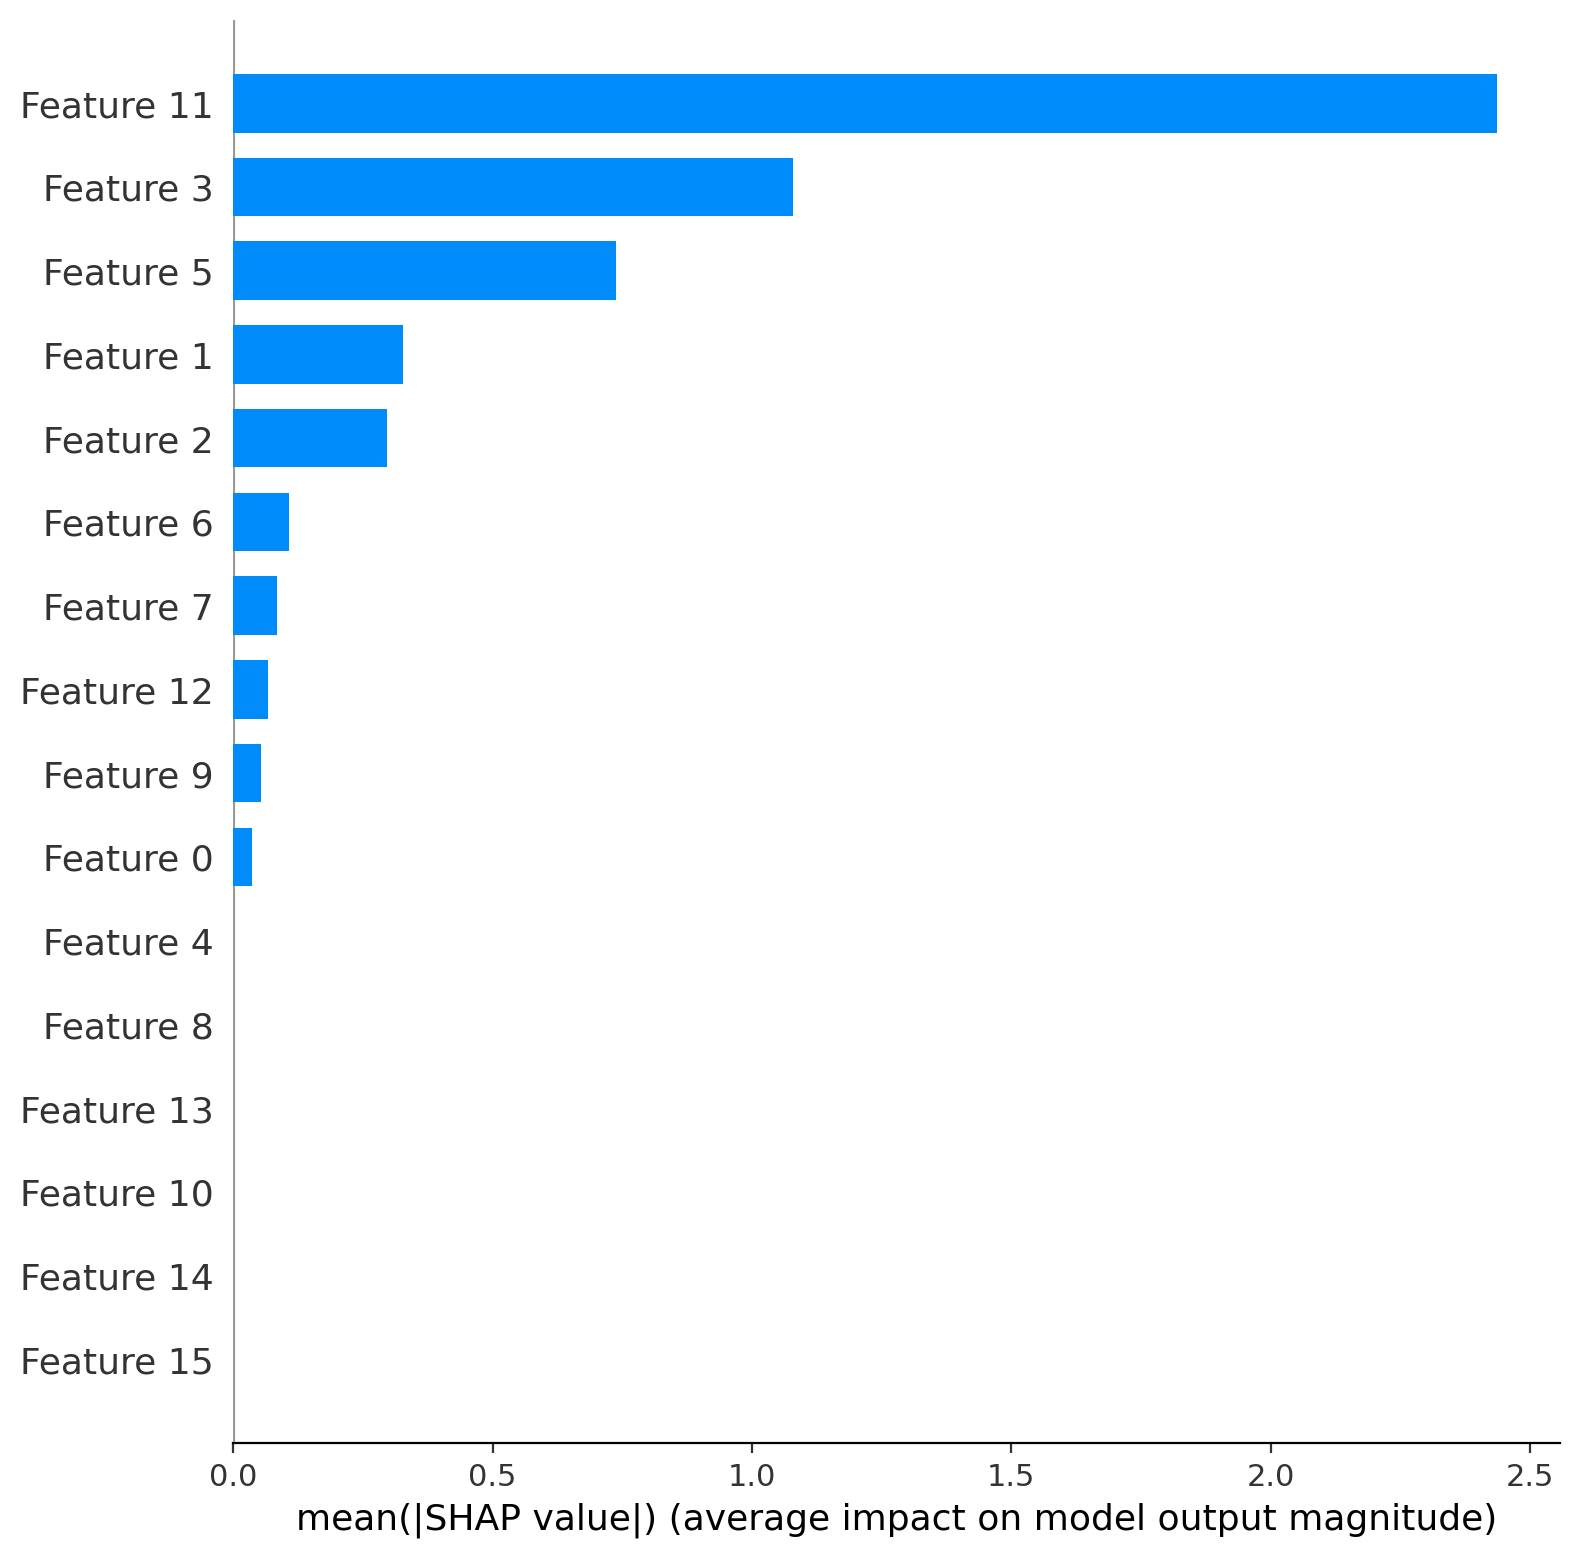 Feature 11
Feature 3
Feature 5
Feature 1
Feature 2
Feature 6
Feature 7
Feature 12
Feature 9
Feature 0
Feature 4
Feature 8
Feature 13
Feature 10
Feature 14
Feature 15
0.0 0.5 1.0 1.5 2.0 2.5
mean(|SHAP value|) (average impact on model output magnitude)